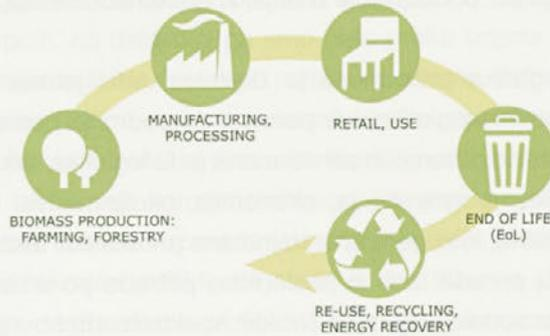 MANUFACTURING,
PROCESSING
RETAIL, USE
BIOMASS PRODUCTION:
FARMING, FORESTRY
END OF LIFE
(EoL)
RE-USE, RECYCLING,
ENERGY RECOVERY